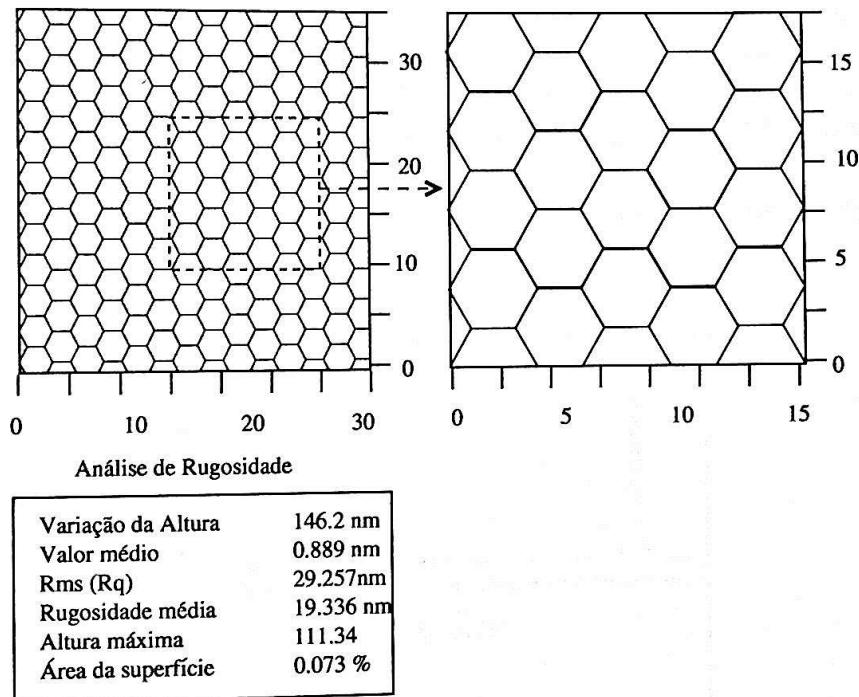 30
20
10
0
0 10 20 30
15
10
5
0
0 5 10 15
Análise de Rugosidade
Variação da Altura 146.2 nm
Valor médio 0.889 nm
Rms (Rq) 29.257nm
Rugosidade média 19.336 nm
Altura máxima 111.34
Área da superfície 0.073 %